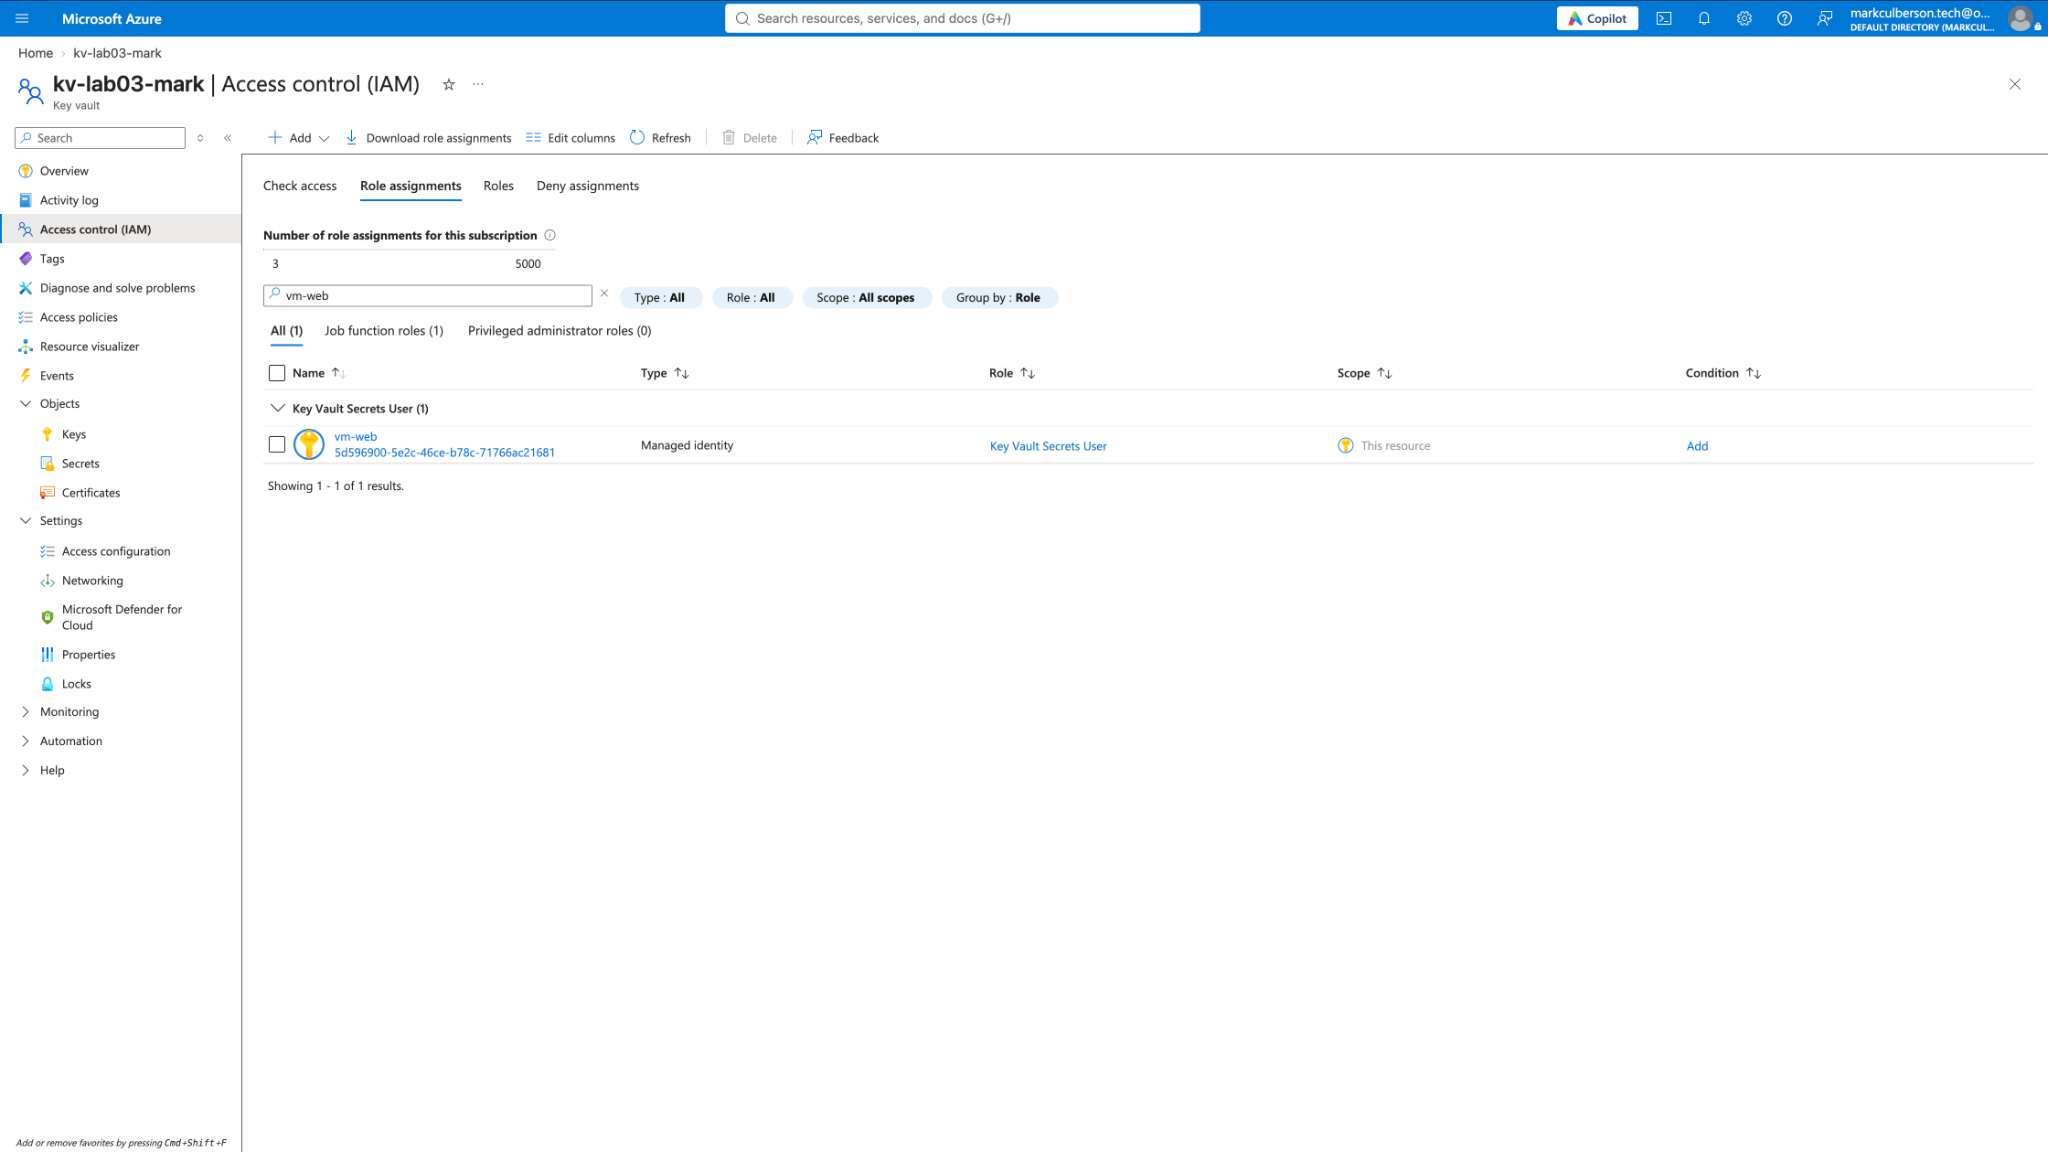 Microsoft Azure
Search resources, services, and docs (G+/)
Copilot
markculberson.tech@o...
DEFAULT DIRECTORY (MARKCUL...
Home > kv-lab03-mark
kv-lab03-mark | Access control (IAM)
Key vault
Search
Add
Download role assignments
Edit columns
Refresh
Delete
Feedback
Overview
Activity log
Access control (IAM)
Tags
Diagnose and solve problems
Access policies
Resource visualizer
Events
Objects
Keys
Secrets
Certificates
Settings
Access configuration
Networking
Microsoft Defender for
Cloud
Properties
Locks
Monitoring
Automation
Help
Add or remove favorites by pressing Cmd+Shift+F
Check access
Role assignments
Roles
Deny assignments
Number of role assignments for this subscription
3
5000
vm-web
Type : All
Role : All
Scope : All scopes
Group by : Role
All (1)
Job function roles (1)
Privileged administrator roles (0)
Name
Type
Role
Scope
Condition
Key Vault Secrets User (1)
vm-web
5d596900-5e2c-46ce-b78c-71766ac21681
Managed identity
Key Vault Secrets User
This resource
Add
Showing 1 - 1 of 1 results.